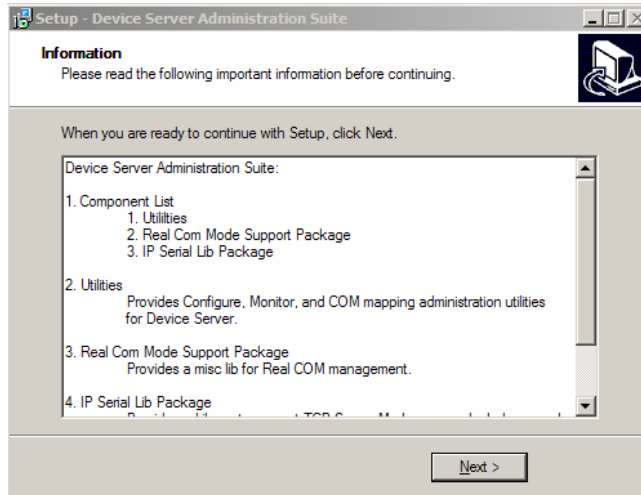 Setup - Device Server Administration Suite
Information
Please read the following important information before continuing.
When you are ready to continue with Setup, click Next.
Device Server Administration Suite:
1. Component List
1. Utililties
2. Real Com Mode Support Package
3. IP Serial Lib Package
2. Utilities
Provides Configure, Monitor, and COM mapping administration utilities
for Device Server.
3. Real Com Mode Support Package
Provides a misc lib for Real COM management.
4. IP Serial Lib Package
Next >